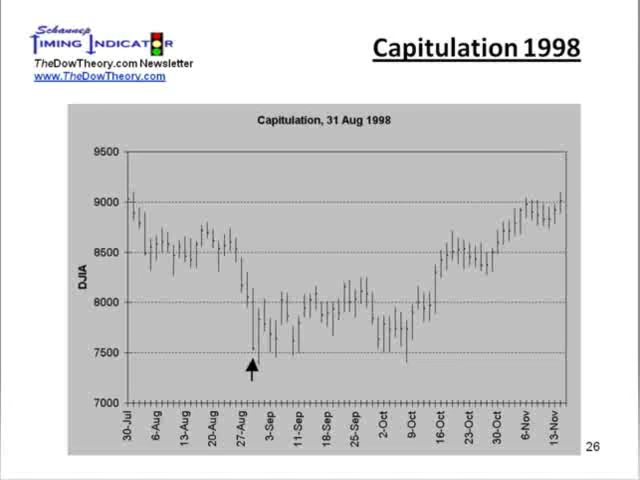 Schannep
TIMING INDICATOR
TheDowTheory.com Newsletter
www.TheDowTheory.com
Capitulation 1998
Capitulation, 31 Aug 1998
9500
9000
8500
8000
7500
7000
DJIA
30-Jul
6-Aug
13-Aug
20-Aug
27-Aug
3-Sep
11-Sep
18-Sep
25-Sep
2-Oct
9-Oct
16-Oct
23-Oct
30-Oct
6-Nov
13-Nov
26